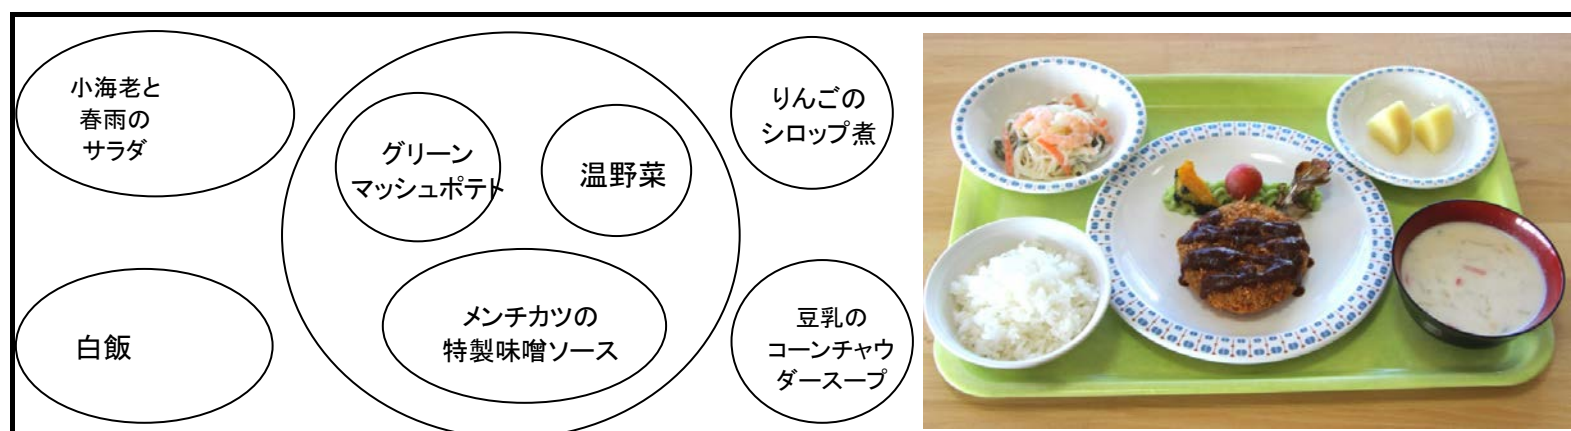 小海老と
春雨の
サラダ
グリーン
マッシュポテト
温野菜
りんごの
シロップ煮
白飯
メンチカツの
特製味噌ソース
豆乳の
コーンチャウ
ダースープ